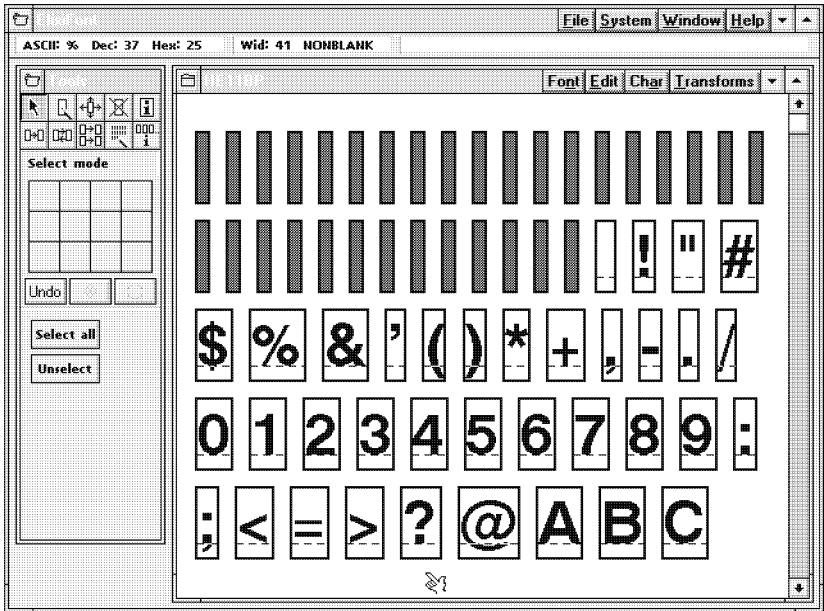 File System Window Help
ASCII: % Dec: 37 Hex: 25 Wid: 41 NONBLANK
Tools
Font Edit Char Transforms
Select mode
! " #
Undo
$ % & ' ( ) * + , - . /
Select all
Unselect
0 1 2 3 4 5 6 7 8 9 :
; < = > ? @ A B C